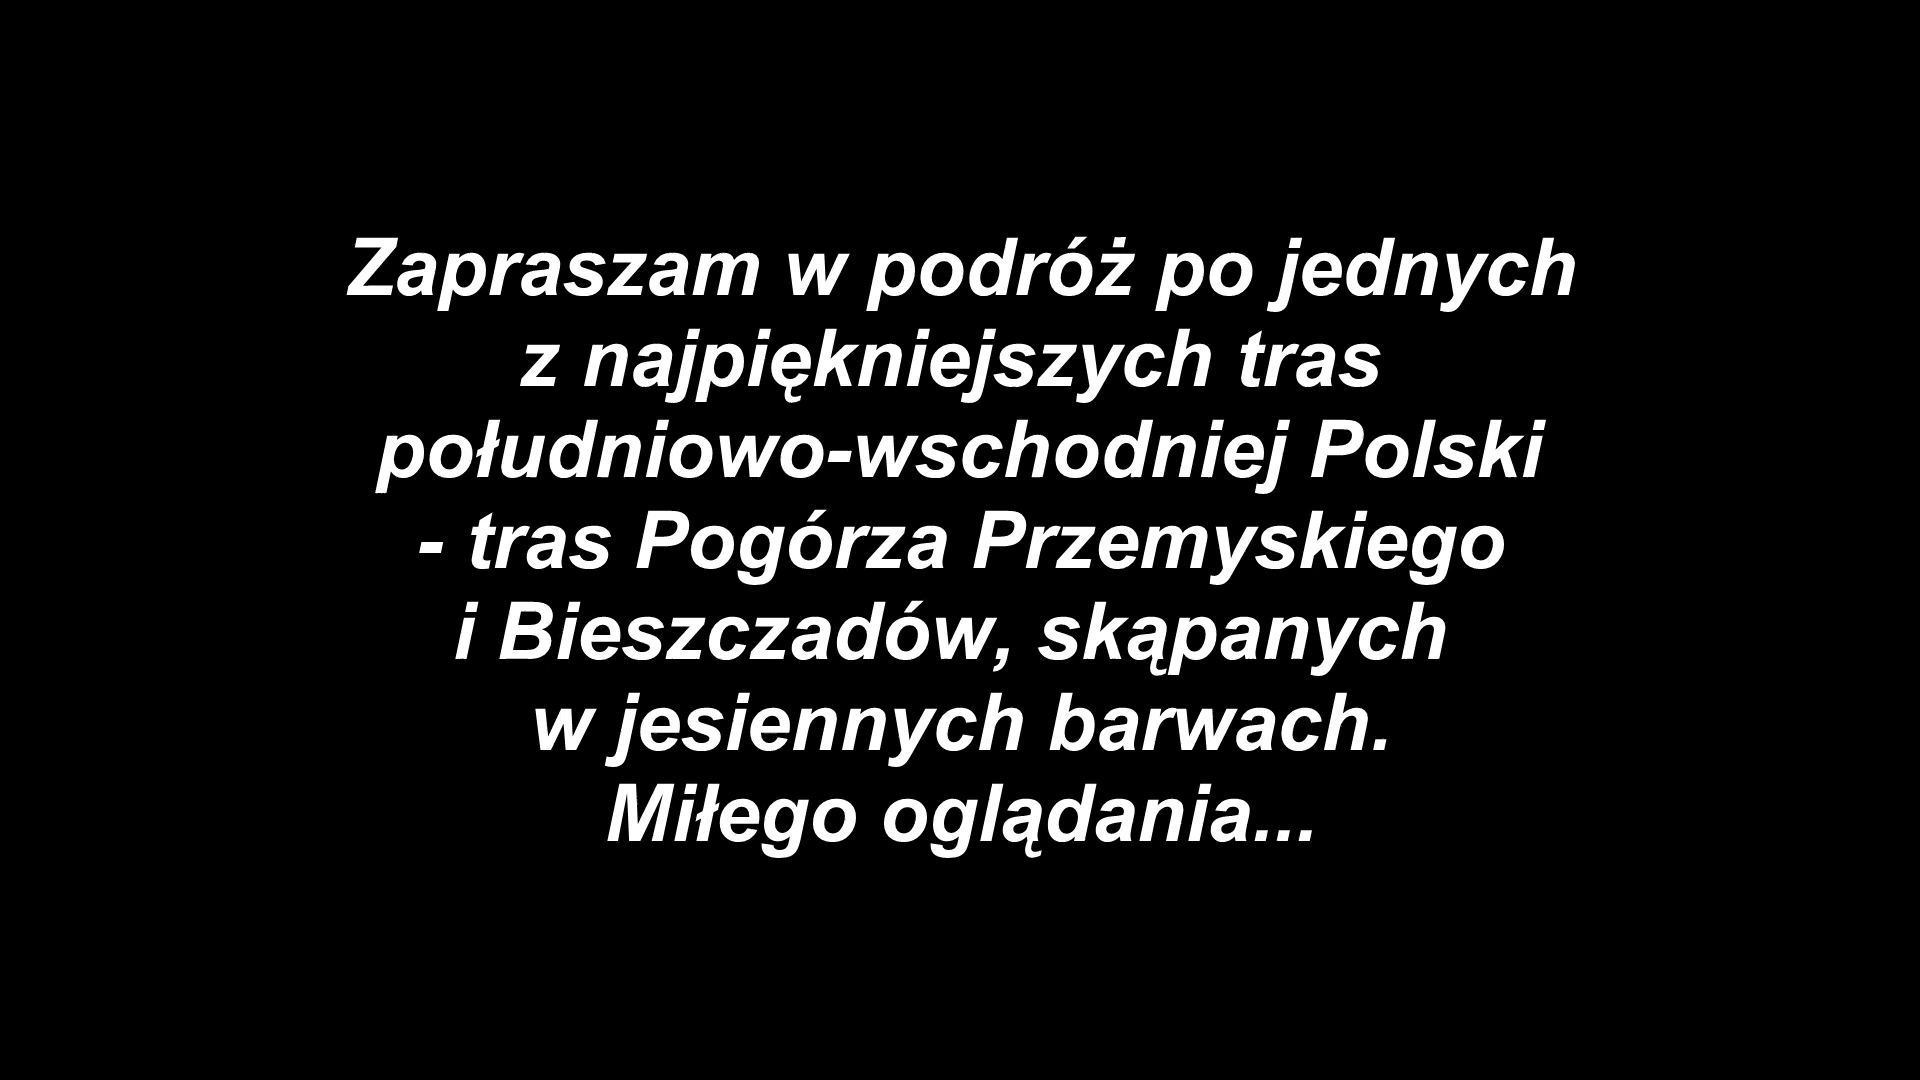 Zapraszam w podróż po jednych
z najpiękniejszych tras
południowo-wschodniej Polski
- tras Pogórza Przemyskiego
i Bieszczadów, skąpanych
w jesiennych barwach.
Miłego oglądania...